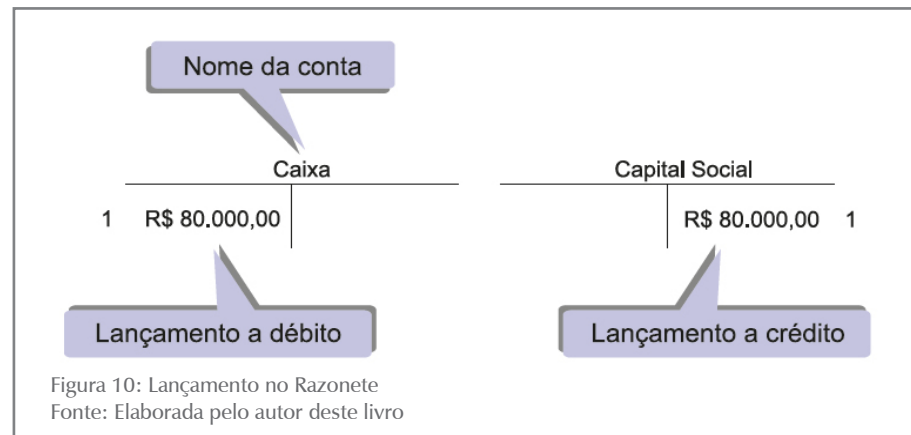 Nome da conta
Caixa Capital Social
1 R$ 80.000,00 R$ 80.000,00 1
Lançamento a débito Lançamento a crédito
Figura 10: Lançamento no Razonete
Fonte: Elaborada pelo autor deste livro